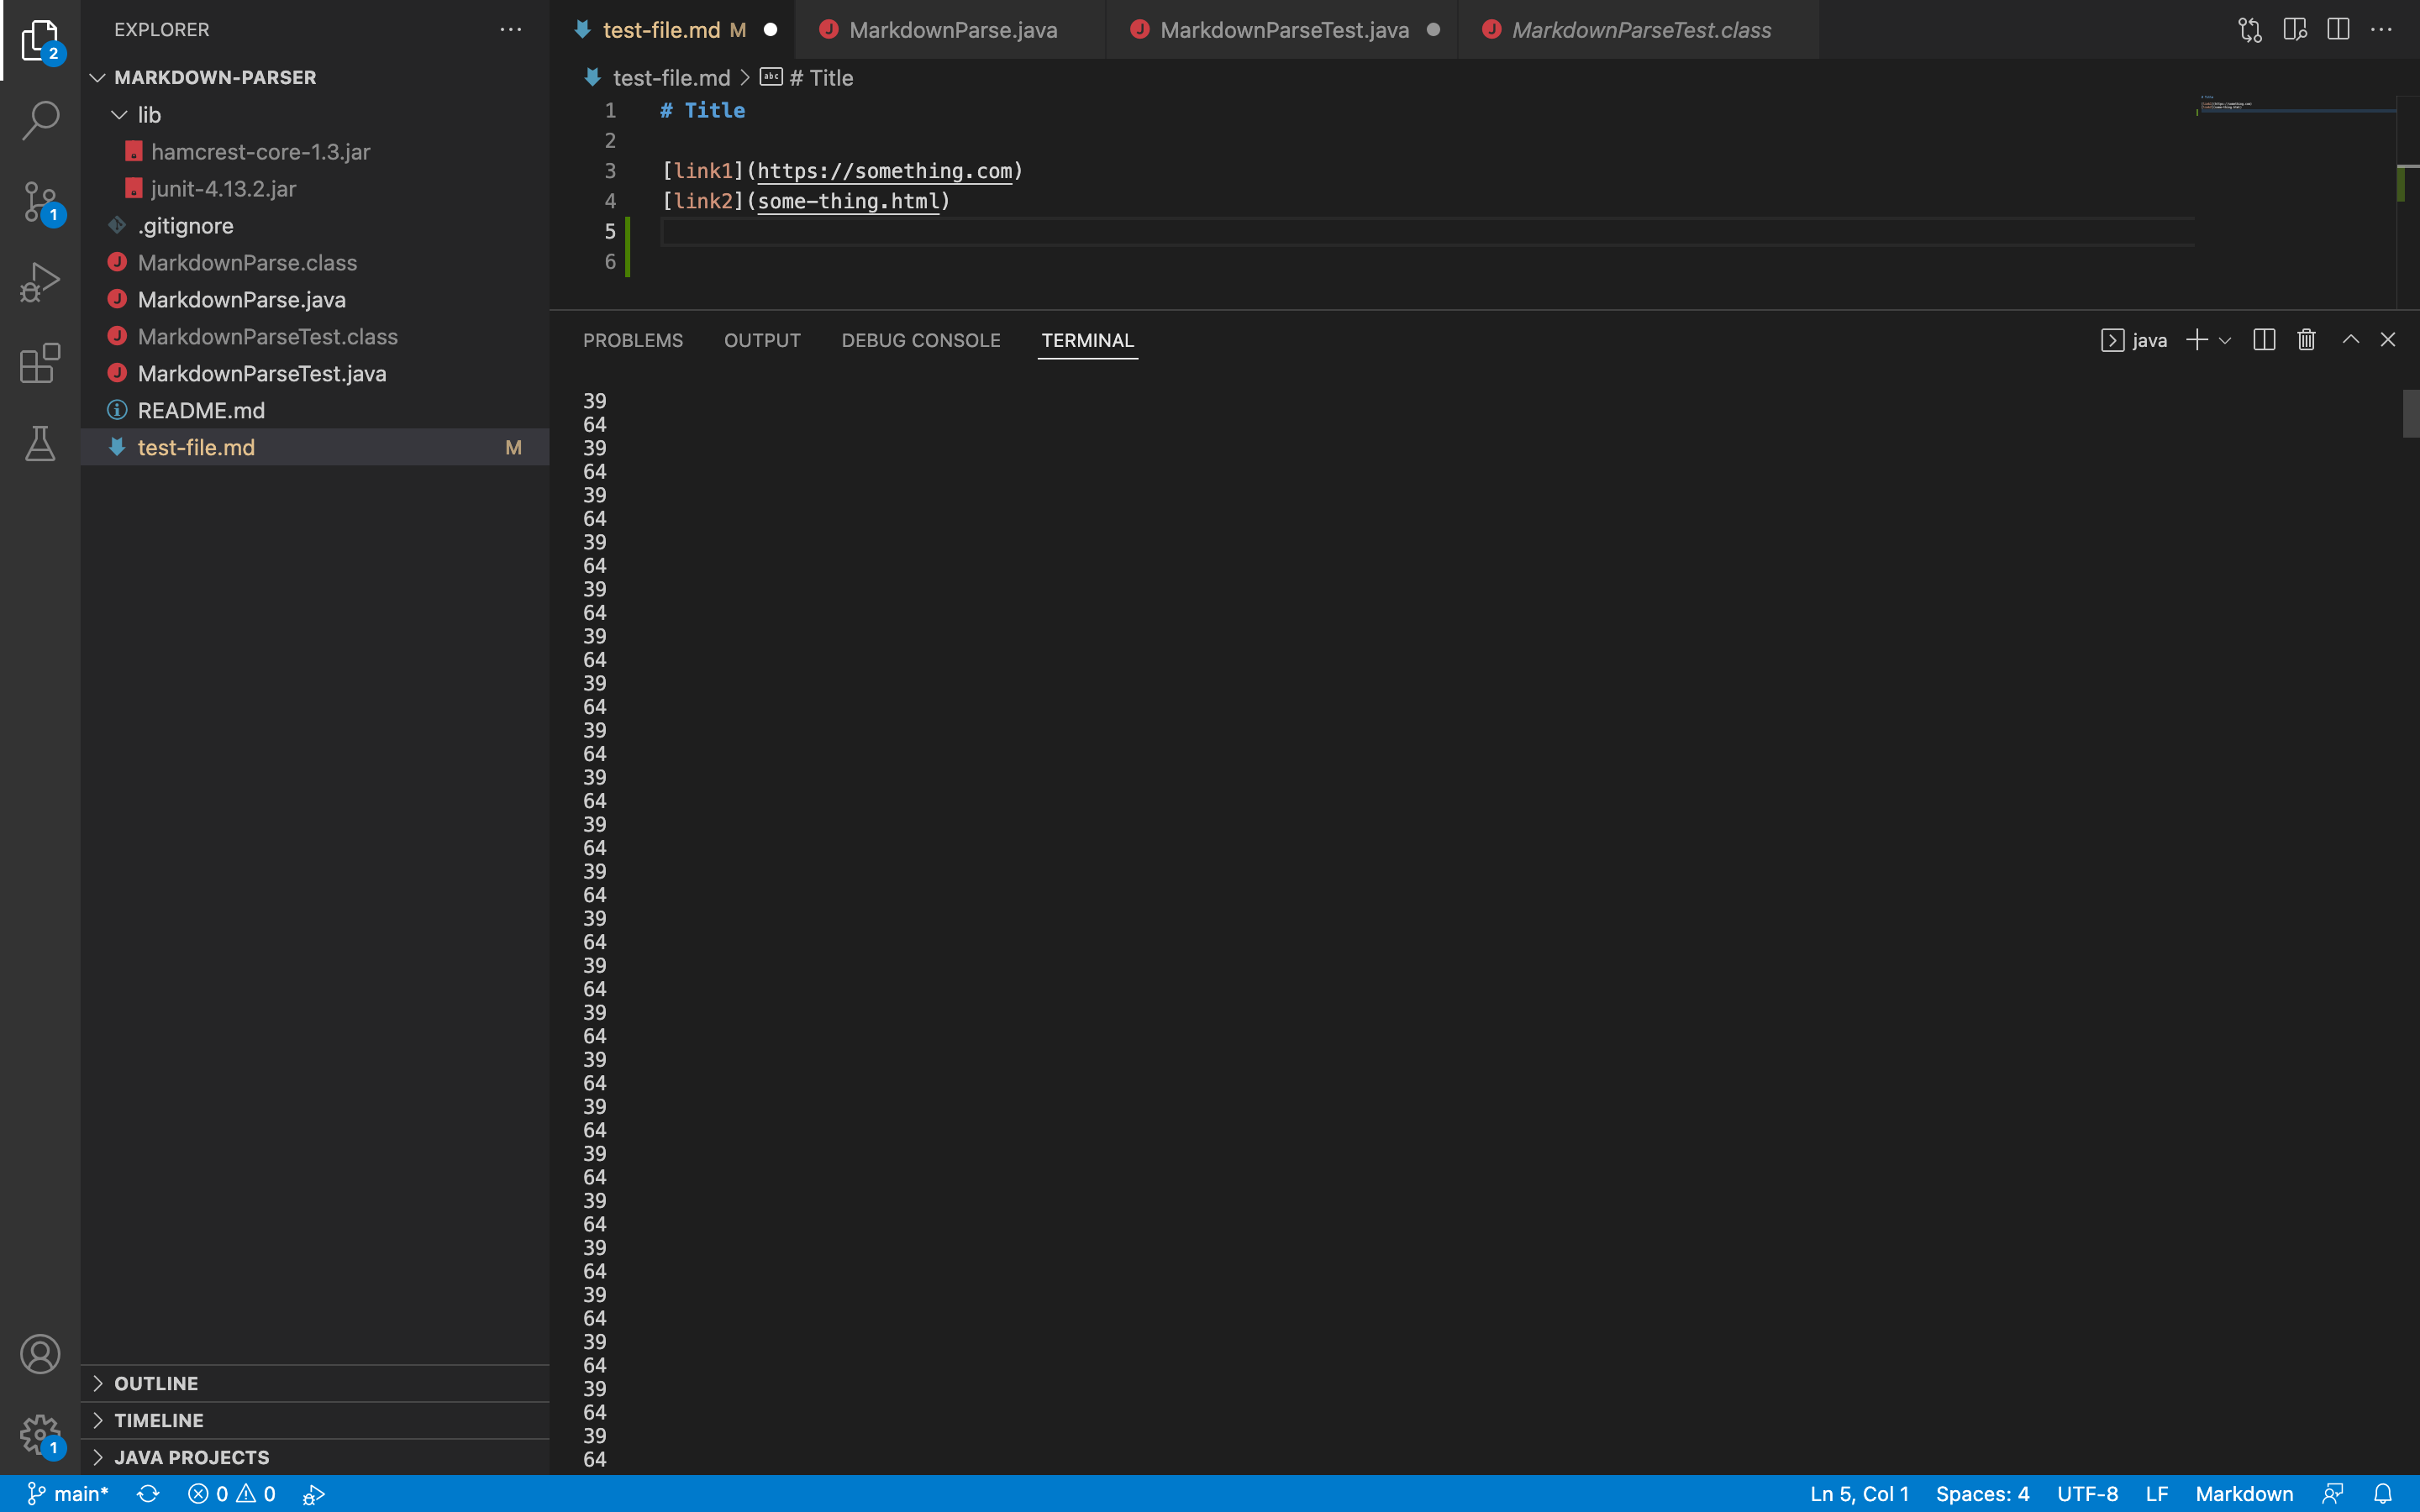 EXPLORER
MARKDOWN-PARSER
lib
hamcrest-core-1.3.jar
junit-4.13.2.jar
.gitignore
MarkdownParse.class
MarkdownParse.java
MarkdownParseTest.class
MarkdownParseTest.java
README.md
test-file.md M
OUTLINE
TIMELINE
JAVA PROJECTS
2
1
1
test-file.md M MarkdownParse.java MarkdownParseTest.java MarkdownParseTest.class
test-file.md > # Title
1 # Title
2
3 [link1](https://something.com)
4 [link2](some-thing.html)
5
6
PROBLEMS OUTPUT DEBUG CONSOLE TERMINAL java
39
64
39
64
39
64
39
64
39
64
39
64
39
64
39
64
39
64
39
64
39
64
39
64
39
64
39
64
39
64
39
64
39
64
39
64
39
64
39
64
39
64
39
64
39
64
main* 0 0 Ln 5, Col 1 Spaces: 4 UTF-8 LF Markdown